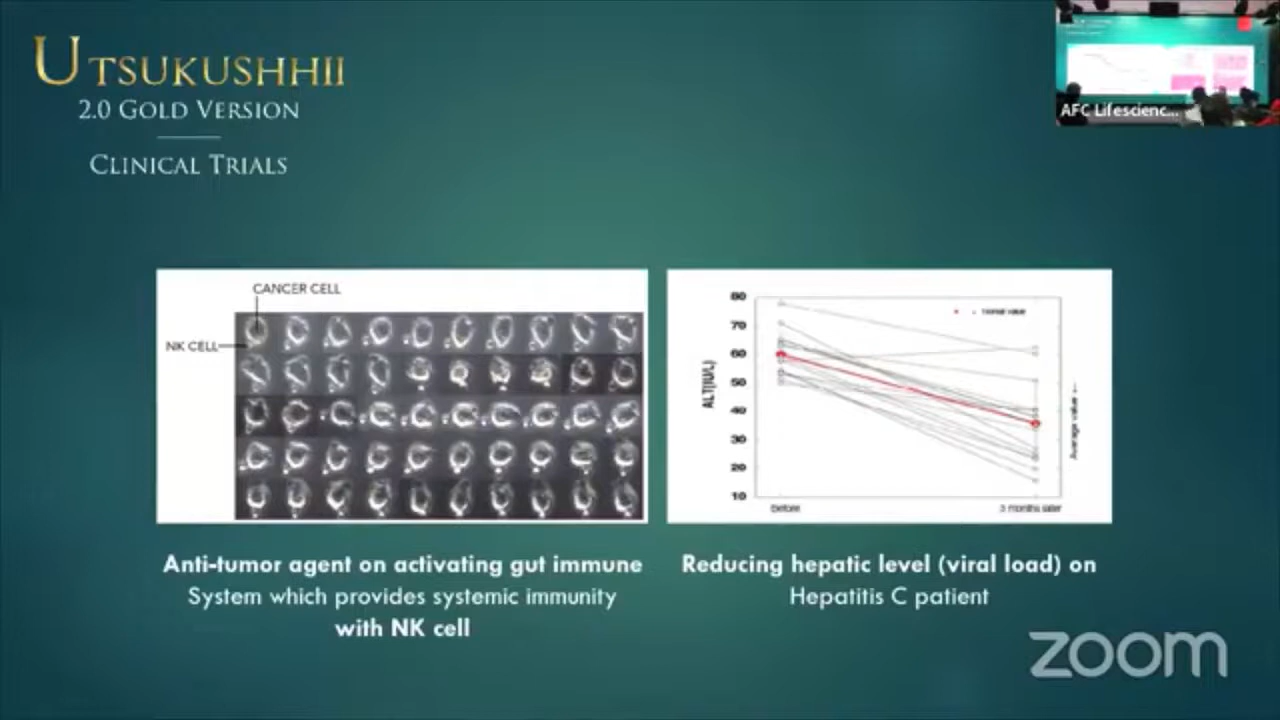 UTSUKUSHHII
2.0 GOLD VERSION
CLINICAL TRIALS
AFC Lifescienc...
CANCER CELL
NK CELL
80
70
60
50
40
30
20
10
ALT(IU/L)
value
Average value
Before
3 months later
Anti-tumor agent on activating gut immune
System which provides systemic immunity
with NK cell
Reducing hepatic level (viral load) on
Hepatitis C patient
zoom